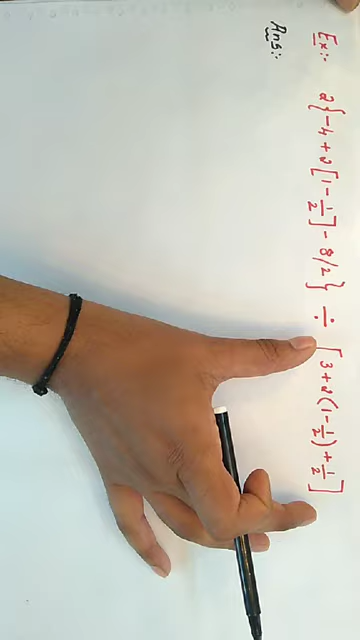 Ex:- 2{-4+2[1-1/2]-8/2} ÷ [3+2(1-1/2)+1/2]
Ans:-